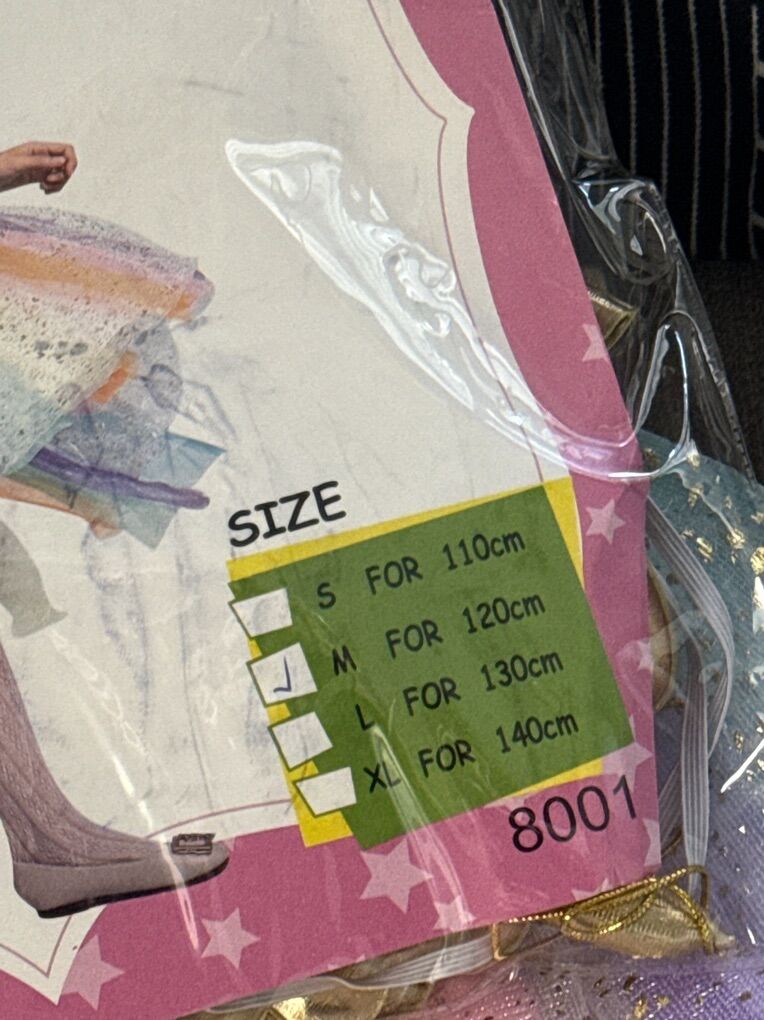 SIZE
S FOR 110cm
M FOR 120cm
L FOR 130cm
XL FOR 140cm
8001